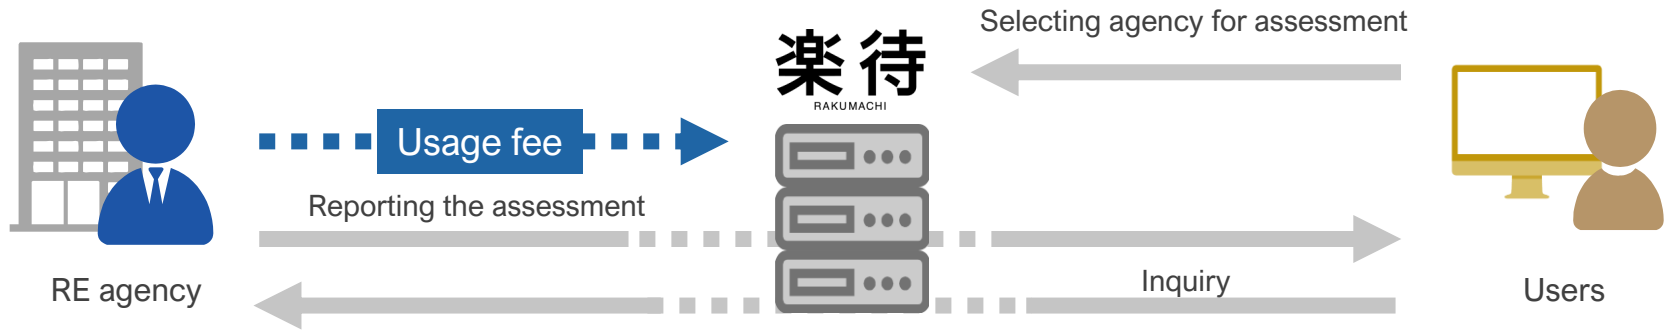 Selecting agency for assessment
楽待
RAKUMACHI
Usage fee
Reporting the assessment
Inquiry
RE agency
Users